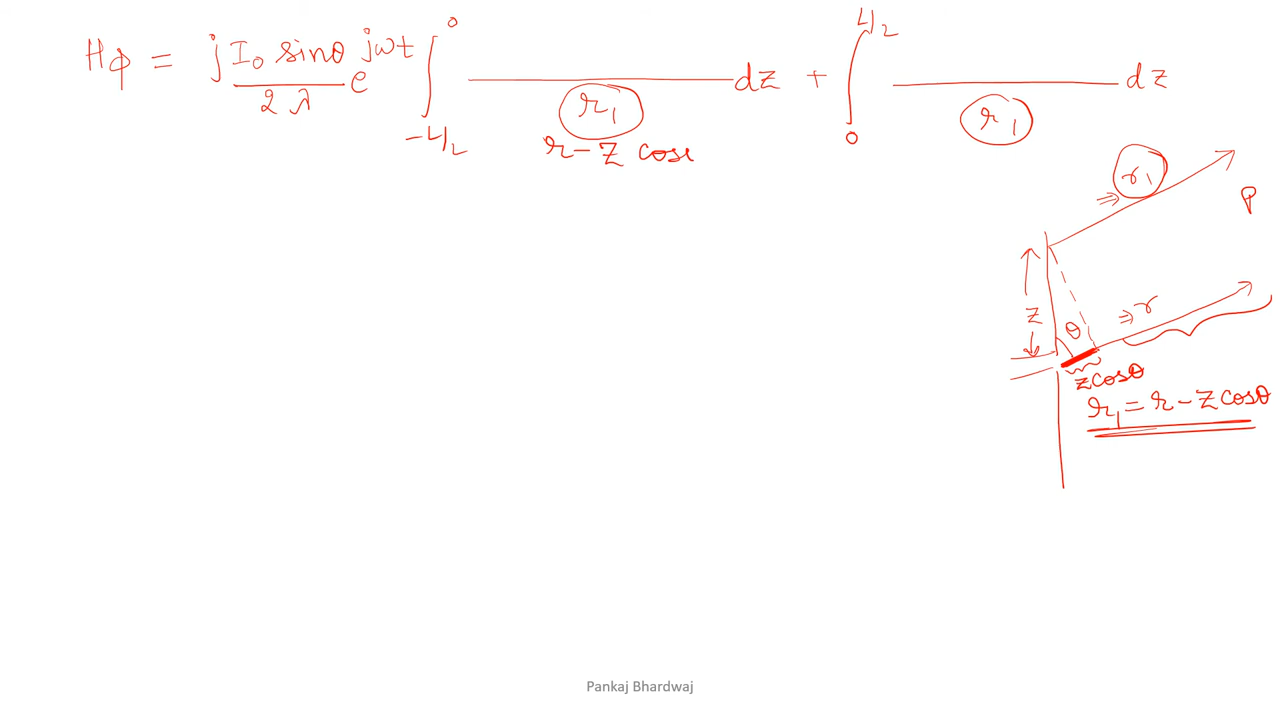 Hφ = j I₀ sinθ / 2λ e^jωt ∫_{-L/2}^{0} ――― / r₁ dz + ∫_{0}^{L/2} ――― / r₁ dz
r - z cos
⇒ r₁
P
z
θ
⇒ r
z cosθ
r₁ = r - z cosθ
Pankaj Bhardwaj